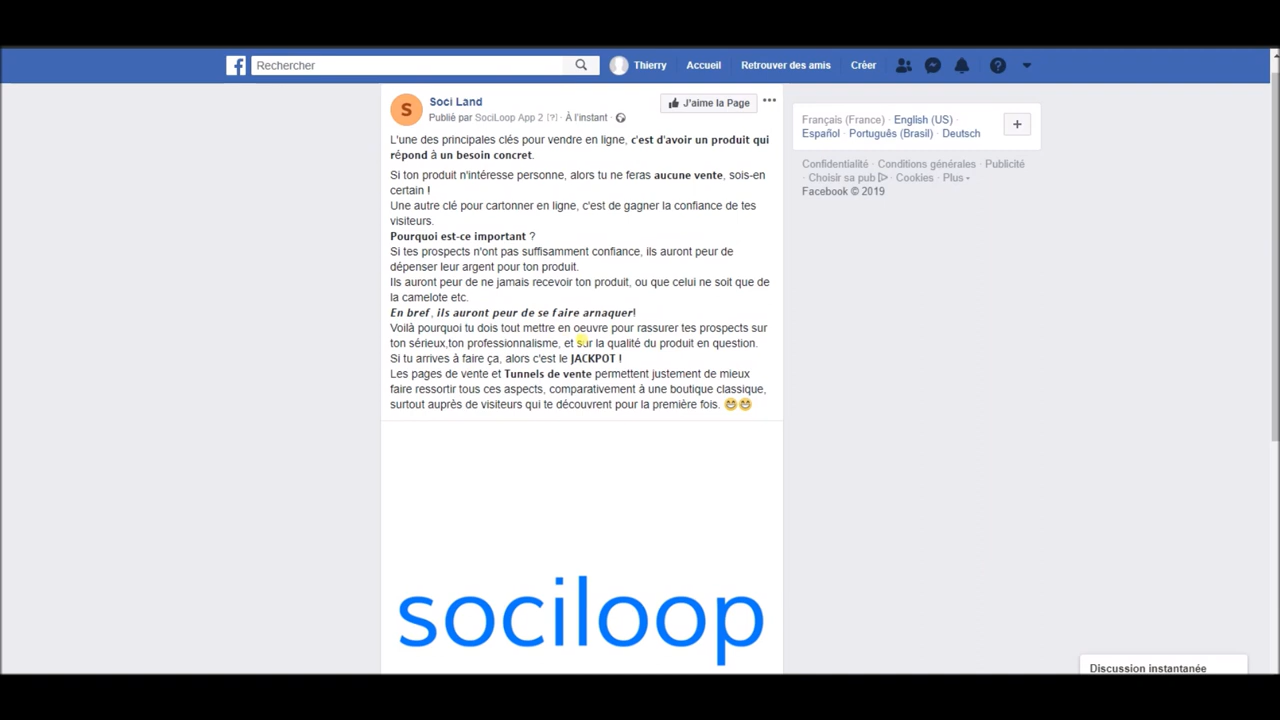 Rechercher
Thierry
Accueil
Retrouver des amis
Créer
S
Soci Land
Publié par SociLoop App 2 [?] · À l'instant ·
J'aime la Page
L'une des principales clés pour vendre en ligne, c'est d'avoir un produit qui
répond à un besoin concret.
Si ton produit n'intéresse personne, alors tu ne feras aucune vente, sois-en
certain !
Une autre clé pour cartonner en ligne, c'est de gagner la confiance de tes
visiteurs.
Pourquoi est-ce important ?
Si tes prospects n'ont pas suffisamment confiance, ils auront peur de
dépenser leur argent pour ton produit.
Ils auront peur de ne jamais recevoir ton produit, ou que celui ne soit que de
la camelote etc.
En bref, ils auront peur de se faire arnaquer!
Voilà pourquoi tu dois tout mettre en oeuvre pour rassurer tes prospects sur
ton sérieux,ton professionnalisme, et sur la qualité du produit en question.
Si tu arrives à faire ça, alors c'est le JACKPOT !
Les pages de vente et Tunnels de vente permettent justement de mieux
faire ressortir tous ces aspects, comparativement à une boutique classique,
surtout auprès de visiteurs qui te découvrent pour la première fois. 😁😁
sociloop
Français (France) · English (US) ·
Español · Português (Brasil) · Deutsch
Confidentialité · Conditions générales · Publicité
· Choisir sa pub · Cookies · Plus
Facebook © 2019
Discussion instantanée